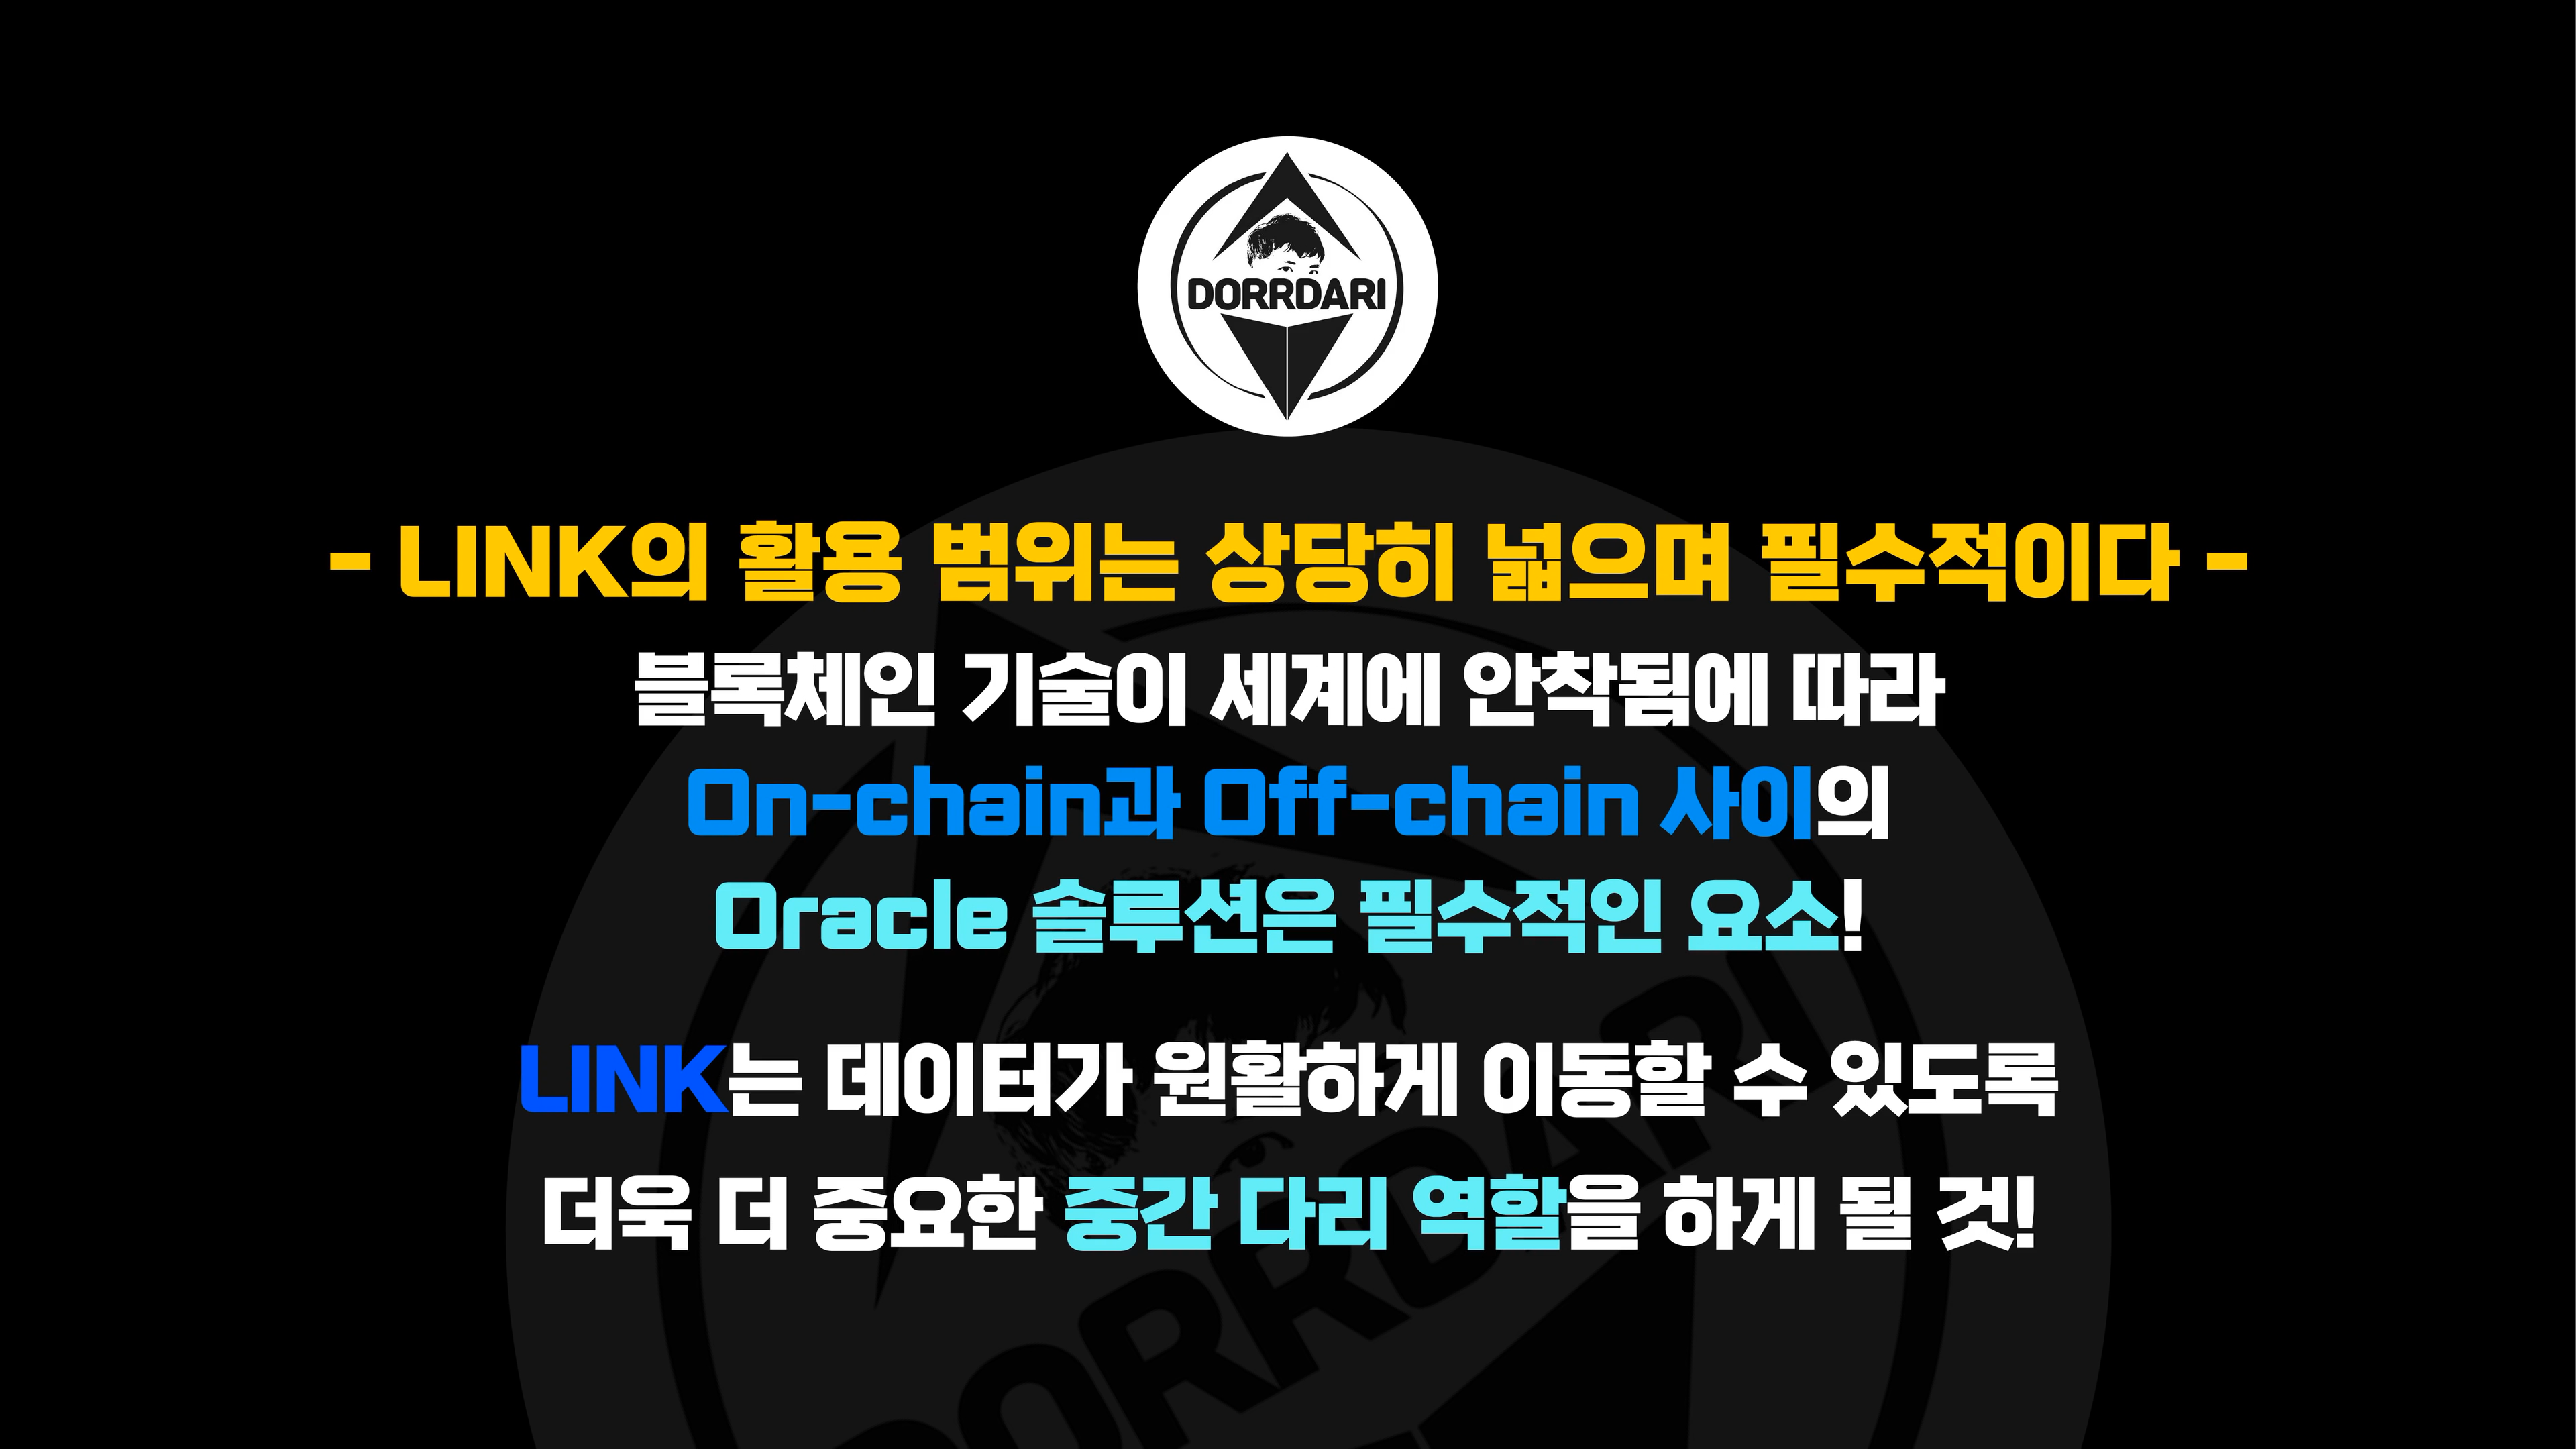 DORRDARI
- LINK의 활용 범위는 상당히 넓으며 필수적이다 -
블록체인 기술이 세계에 안착됨에 따라
On-chain과 Off-chain 사이의
Oracle 솔루션은 필수적인 요소!
LINK는 데이터가 원활하게 이동할 수 있도록
더욱 더 중요한 중간 다리 역할을 하게 될 것!
DORRDARI